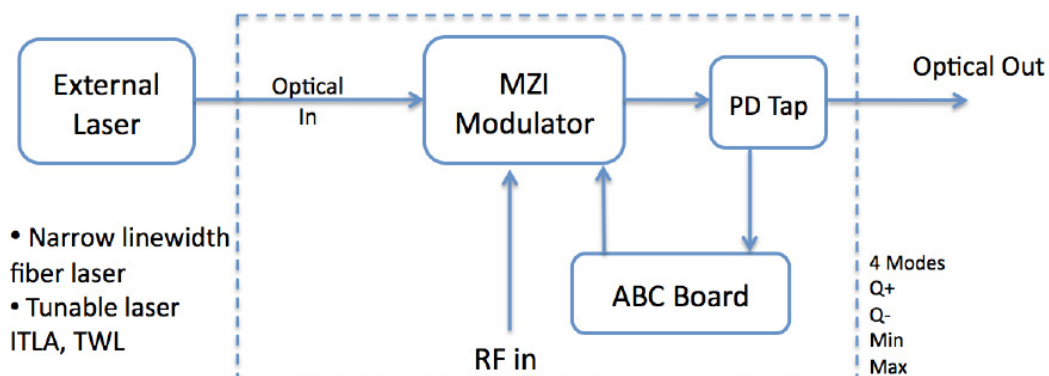 External
Laser
Optical
In
MZI
Modulator
PD Tap
Optical Out
• Narrow linewidth
fiber laser
• Tunable laser
ITLA, TWL
RF in
ABC Board
4 Modes
Q+
Q-
Min
Max